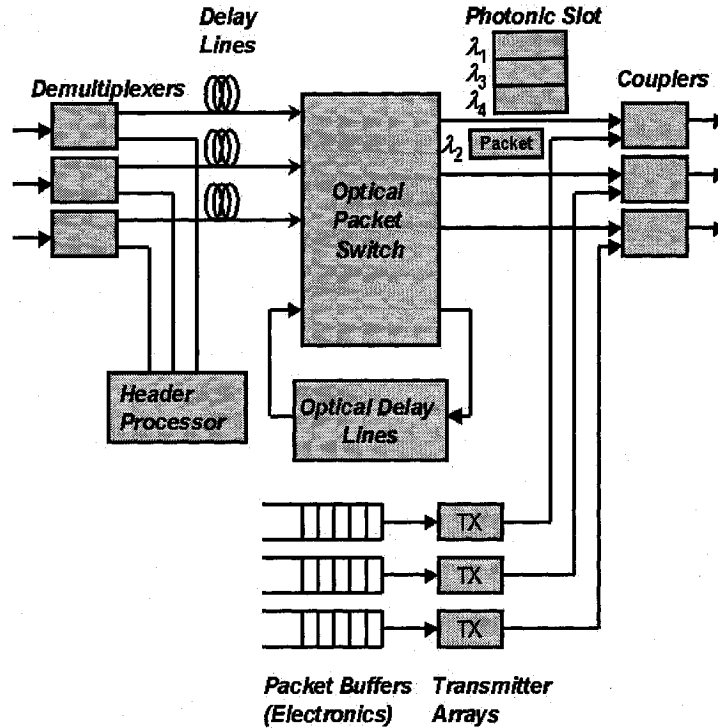 Delay
Lines
Photonic Slot
λ1
λ3
λ4
Demultiplexers
Couplers
λ2
Packet
Optical
Packet
Switch
Header
Processor
Optical Delay
Lines
TX
TX
TX
Packet Buffers
(Electronics)
Transmitter
Arrays